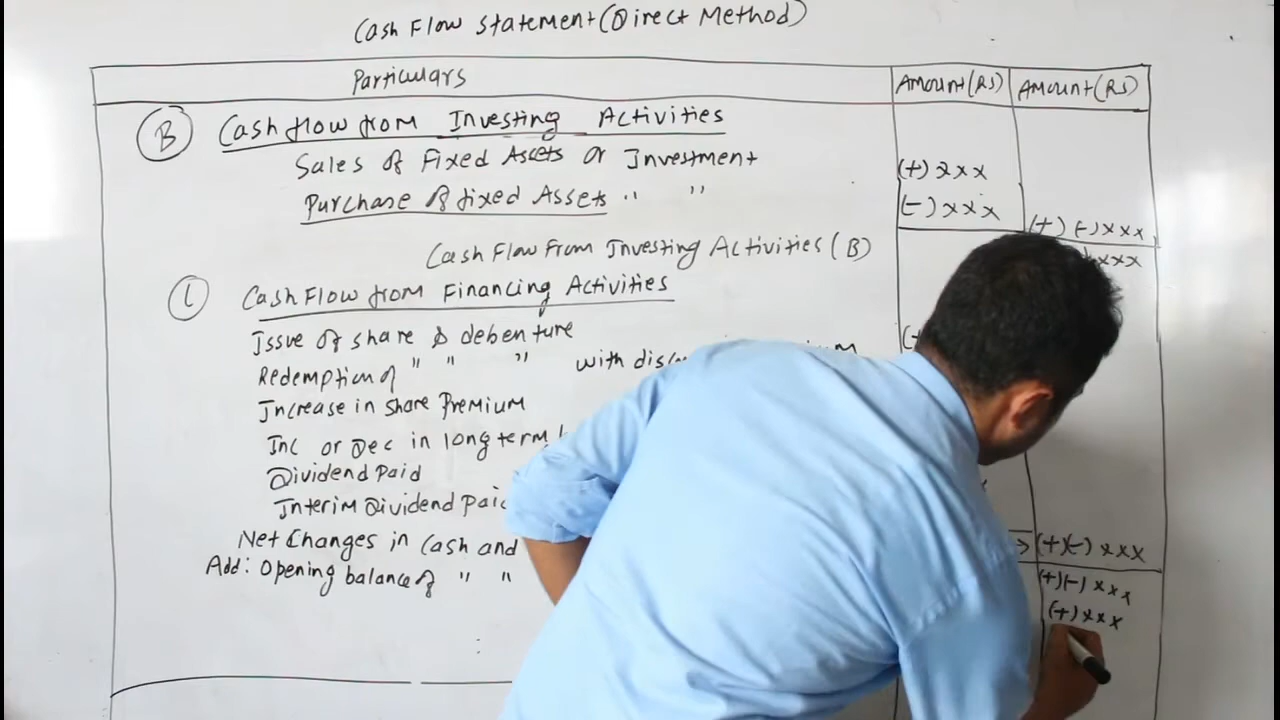 Cash Flow Statement (Direct Method)
Particulars Amount (Rs) Amount (Rs)
B Cash flow from Investing Activities
Sales of Fixed Assets or Investment (+) xxx
Purchase of fixed Assets " " (-) xxx (+) (-) xxx
Cash Flow From Investing Activities (B) xxx
C Cash Flow from Financing Activities
Issue of share & debenture
Redemption of " " " with
Increase in Share Premium
Inc or Dec in long term
Dividend Paid
Interim Dividend Paid (+) (-) xxx
Net Changes in Cash and (+) (-) xxx
Add: Opening balance of " " (+) xxx